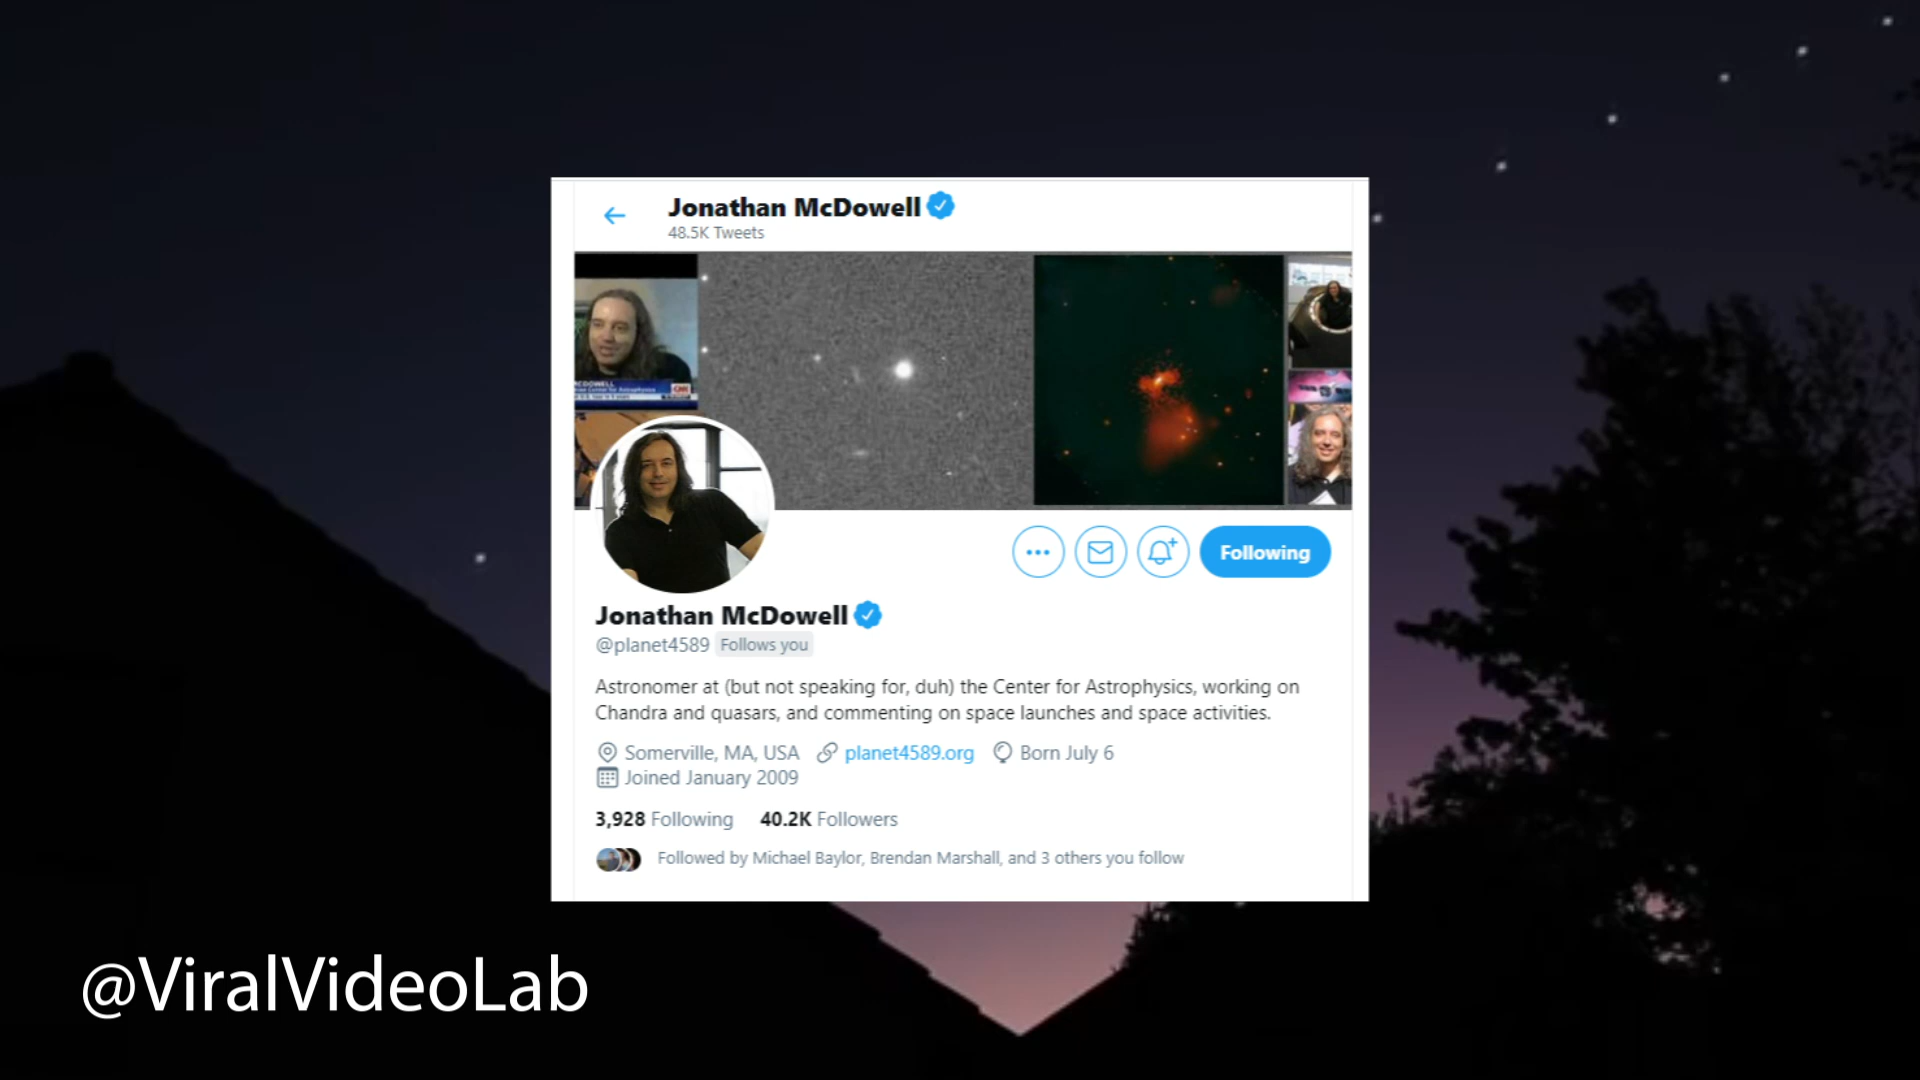 Jonathan McDowell
48.5K Tweets
MCDOWELL
CNN
Following
Jonathan McDowell
@planet4589 Follows you
Astronomer at (but not speaking for, duh) the Center for Astrophysics, working on
Chandra and quasars, and commenting on space launches and space activities.
Somerville, MA, USA planet4589.org Born July 6
Joined January 2009
3,928 Following 40.2K Followers
Followed by Michael Baylor, Brendan Marshall, and 3 others you follow
@ViralVideoLab